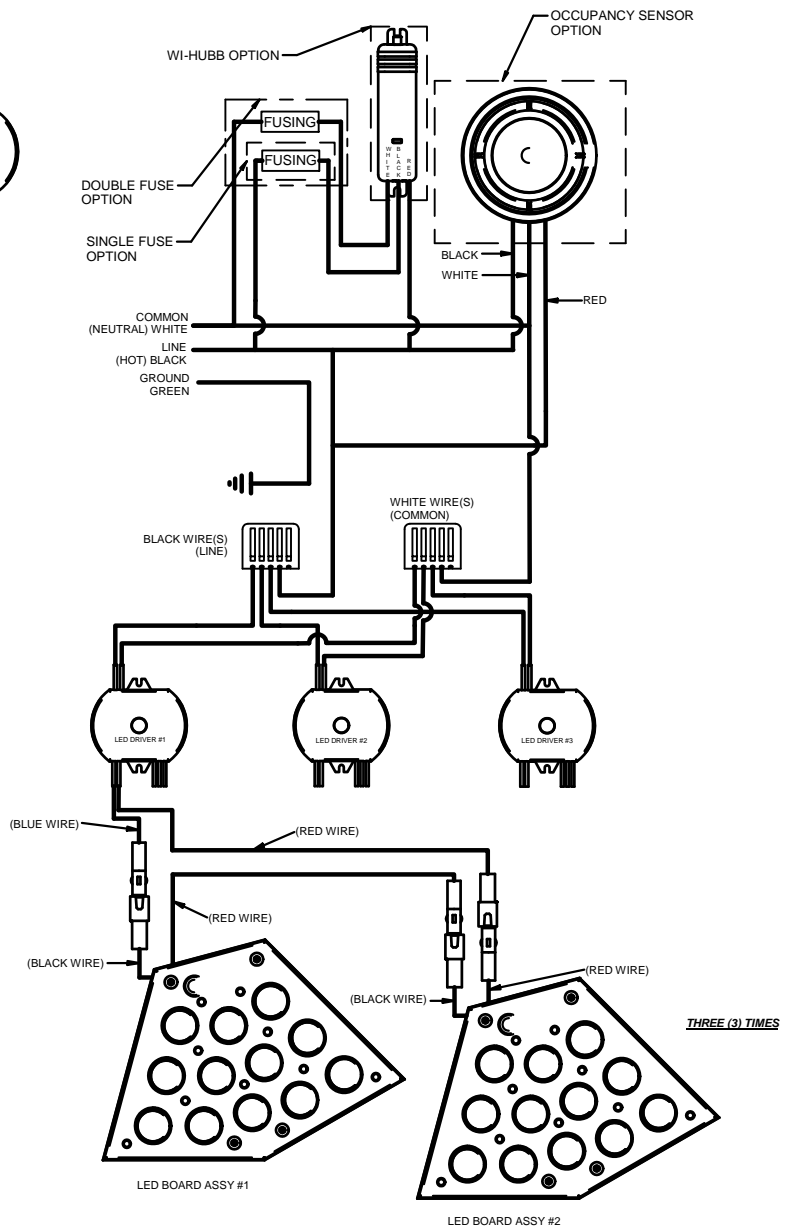 OCCUPANCY SENSOR
OPTION
WI-HUBB OPTION
FUSING
FUSING
WHITE
BLACK
RED
DOUBLE FUSE
OPTION
SINGLE FUSE
OPTION
BLACK
WHITE
RED
COMMON
(NEUTRAL) WHITE
LINE
(HOT) BLACK
GROUND
GREEN
WHITE WIRE(S)
(COMMON)
BLACK WIRE(S)
(LINE)
LED DRIVER #1
LED DRIVER #2
LED DRIVER #3
(BLUE WIRE)
(RED WIRE)
(RED WIRE)
(BLACK WIRE)
(RED WIRE)
(BLACK WIRE)
THREE (3) TIMES
LED BOARD ASSY #1
LED BOARD ASSY #2